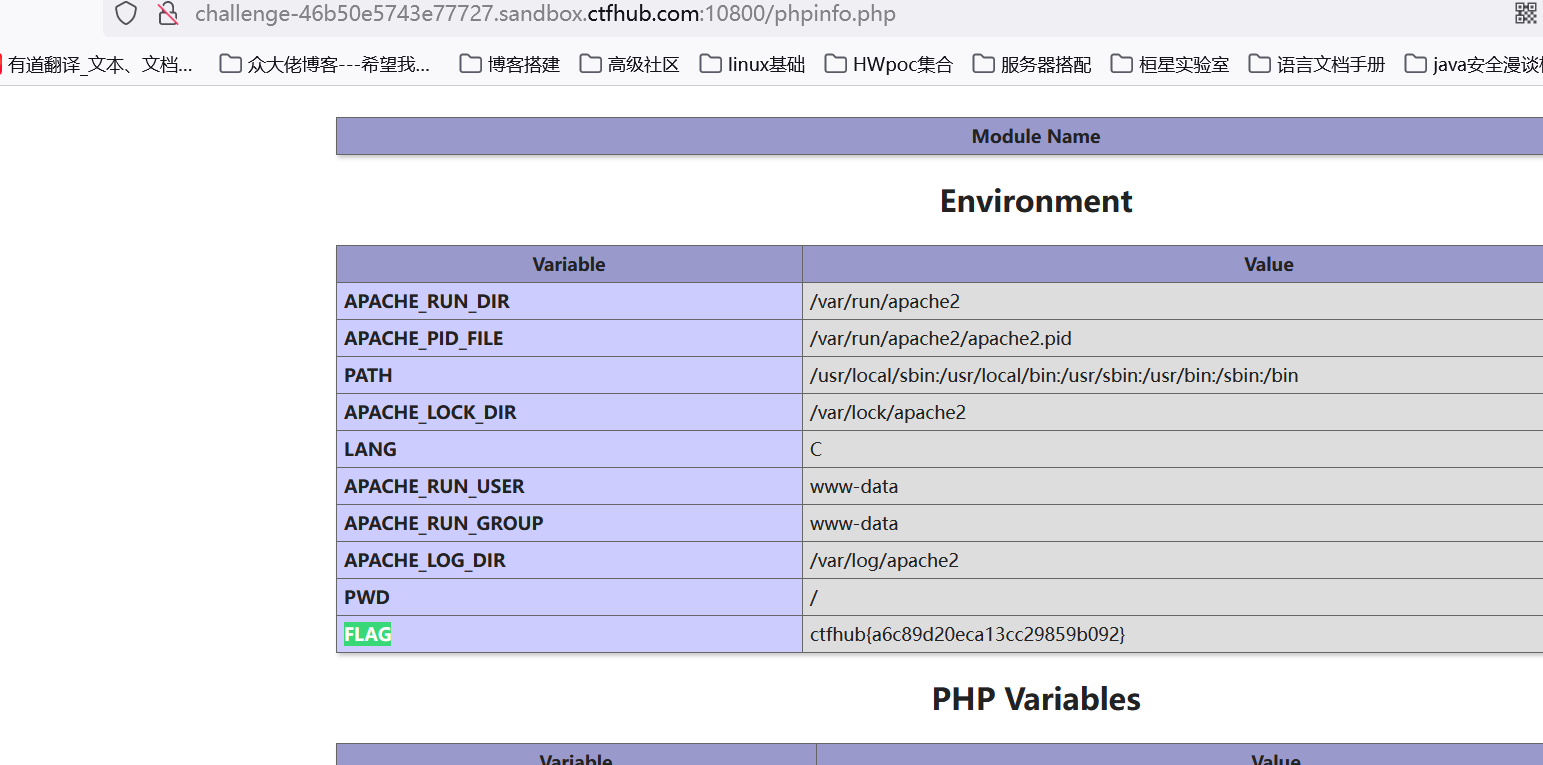 challenge-46b50e5743e77727.sandbox.ctfhub.com:10800/phpinfo.php
有道翻译_文本、文档... 众大佬博客---希望我... 博客搭建 高级社区 linux基础 HWpoc集合 服务器搭配 桓星实验室 语言文档手册 java安全漫谈
Module Name
Environment
Variable Value
APACHE_RUN_DIR /var/run/apache2
APACHE_PID_FILE /var/run/apache2/apache2.pid
PATH /usr/local/sbin:/usr/local/bin:/usr/sbin:/usr/bin:/sbin:/bin
APACHE_LOCK_DIR /var/lock/apache2
LANG C
APACHE_RUN_USER www-data
APACHE_RUN_GROUP www-data
APACHE_LOG_DIR /var/log/apache2
PWD /
FLAG ctfhub{a6c89d20eca13cc29859b092}
PHP Variables
Variable Value